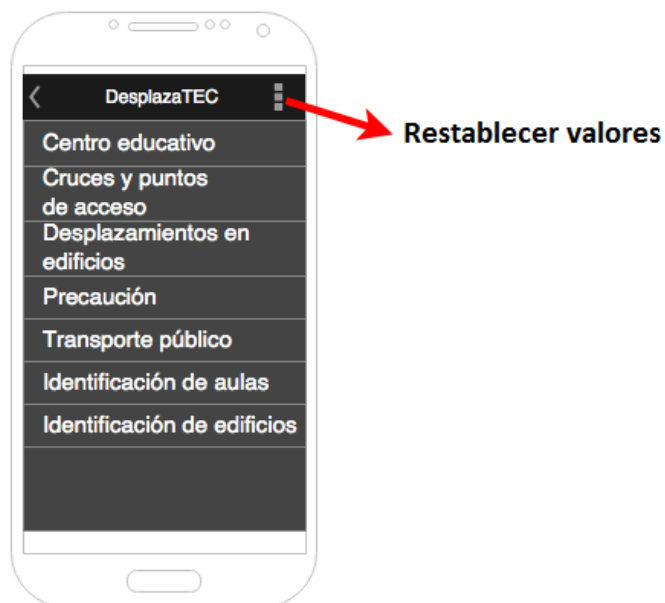 DesplazaTEC
Restablecer valores
Centro educativo
Cruces y puntos
de acceso
Desplazamientos en
edificios
Precaución
Transporte público
Identificación de aulas
Identificación de edificios